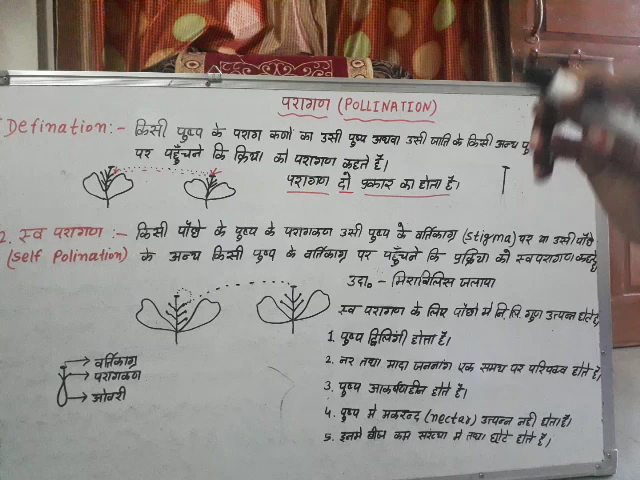 परागण (POLLINATION)
Defination:- किसी पुष्प के पराग कणो का उसी पुष्प अथवा उसी जाति के किसी अन्य पु
पर पहुँचने कि क्रिया को परागण कहते है।
परागण दो प्रकार का होता है।
2. स्व परागण :- किसी पौधे के पुष्प के परागकण उसी पुष्प के वर्तिकाग्र (stigma) पर या उसी पौधे
(self Polination) के अन्य किसी पुष्प के वर्तिकाग्र पर पहुँचने कि प्रक्रिया को स्वपरागण कहते है
उदा०- मिराबिलिस जलापा
स्व परागण के लिए पौधो मे नि.लि. गुण उत्पन्न होते है,
1. पुष्प द्विलिंगी होता है।
2. नर तथा मादा जननांग एक समय पर परिपक्व होते है।
3. पुष्प आकर्षणहीन होते है।
4. पुष्प मे मकरन्द (nectar) उत्पन्न नही होता है।
5. इनमे बीज कम संख्या मे तथा छोटे होते है।
वर्तिकाग्र
परागकण
ओवरी